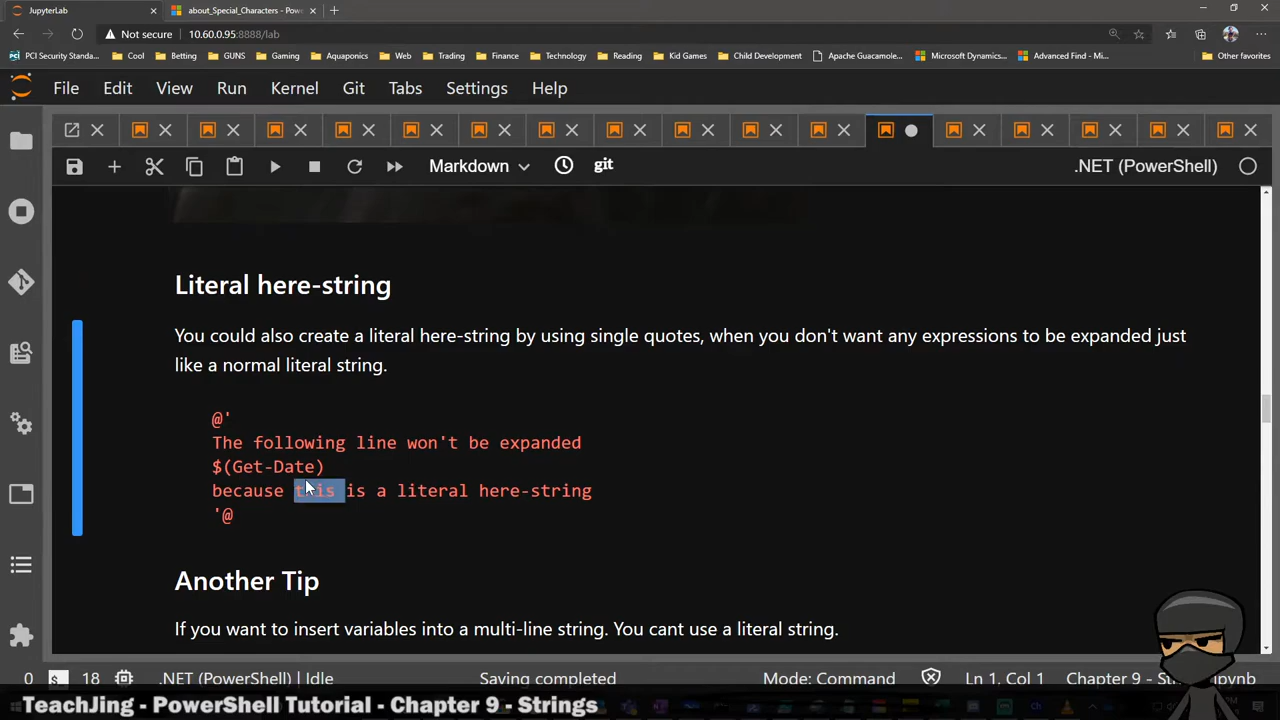 JupyterLab
about_Special_Characters - Powe
Not secure
10.60.0.95:8888/lab
PCI Security Standa...
Cool
Betting
GUNS
Gaming
Aquaponics
Web
Trading
Finance
Technology
Reading
Kid Games
Child Development
Apache Guacamole...
Microsoft Dynamics...
Advanced Find - Mi...
Other favorites
File
Edit
View
Run
Kernel
Git
Tabs
Settings
Help
Markdown
git
.NET (PowerShell)
Literal here-string
You could also create a literal here-string by using single quotes, when you don't want any expressions to be expanded just
like a normal literal string.
@'
The following line won't be expanded
$(Get-Date)
because this is a literal here-string
'@
Another Tip
If you want to insert variables into a multi-line string. You cant use a literal string.
0
$_
18
.NET (PowerShell) | Idle
Saving completed
Mode: Command
Ln 1, Col 1
TeachJing - PowerShell Tutorial - Chapter 9 - Strings